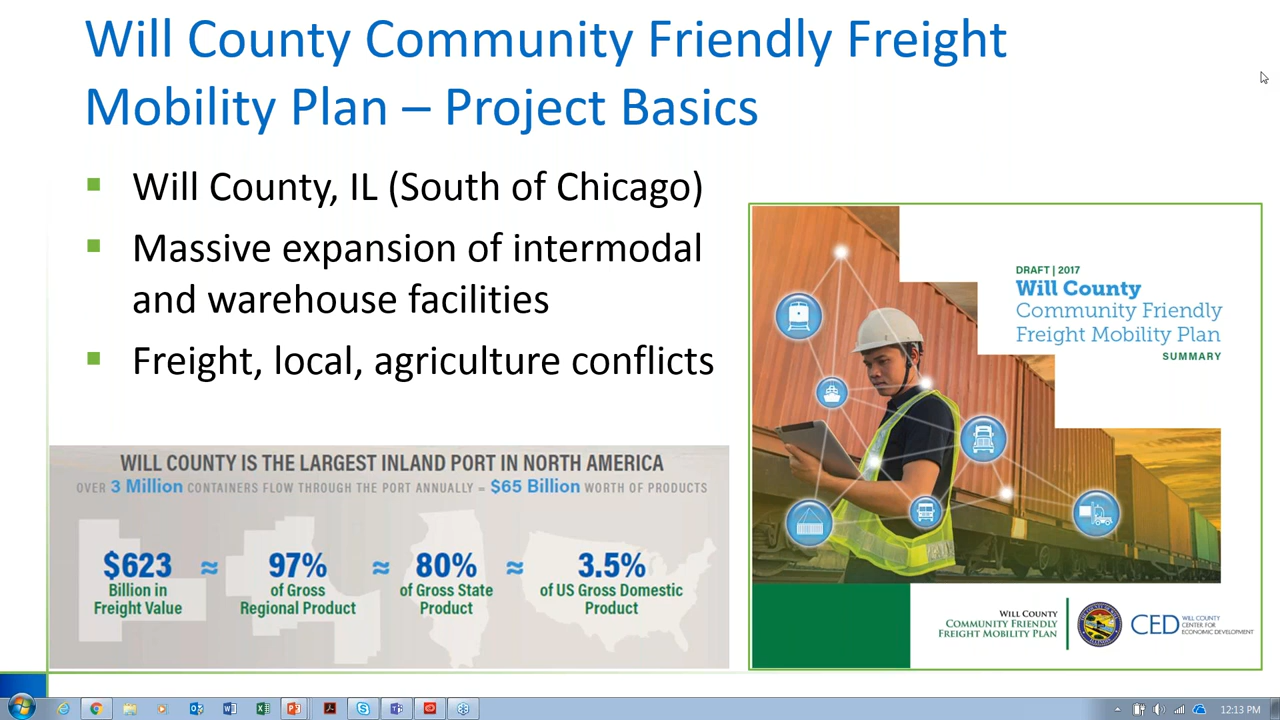 Will County Community Friendly Freight
Mobility Plan – Project Basics
Will County, IL (South of Chicago)
Massive expansion of intermodal
and warehouse facilities
Freight, local, agriculture conflicts
WILL COUNTY IS THE LARGEST INLAND PORT IN NORTH AMERICA
OVER 3 Million CONTAINERS FLOW THROUGH THE PORT ANNUALLY = $65 Billion WORTH OF PRODUCTS
$623 ≈ 97% ≈ 80% ≈ 3.5%
Billion in of Gross of Gross State of US Gross Domestic
Freight Value Regional Product Product Product
DRAFT | 2017
Will County
Community Friendly
Freight Mobility Plan
SUMMARY
WILL COUNTY
COMMUNITY FRIENDLY
FREIGHT MOBILITY PLAN
CED WILL COUNTY
CENTER FOR
ECONOMIC DEVELOPMENT
12:13 PM